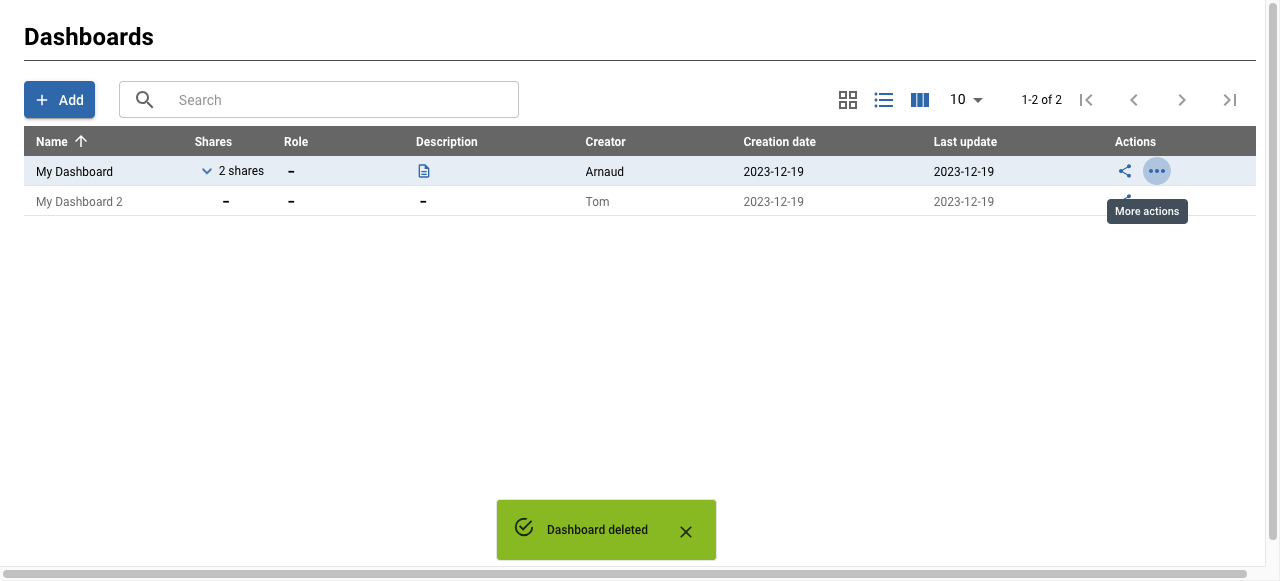 Dashboards
Add
Search
10
1-2 of 2
Name Shares Role Description Creator Creation date Last update Actions
My Dashboard 2 shares – Arnaud 2023-12-19 2023-12-19
My Dashboard 2 – – – Tom 2023-12-19 2023-12-19
More actions
Dashboard deleted